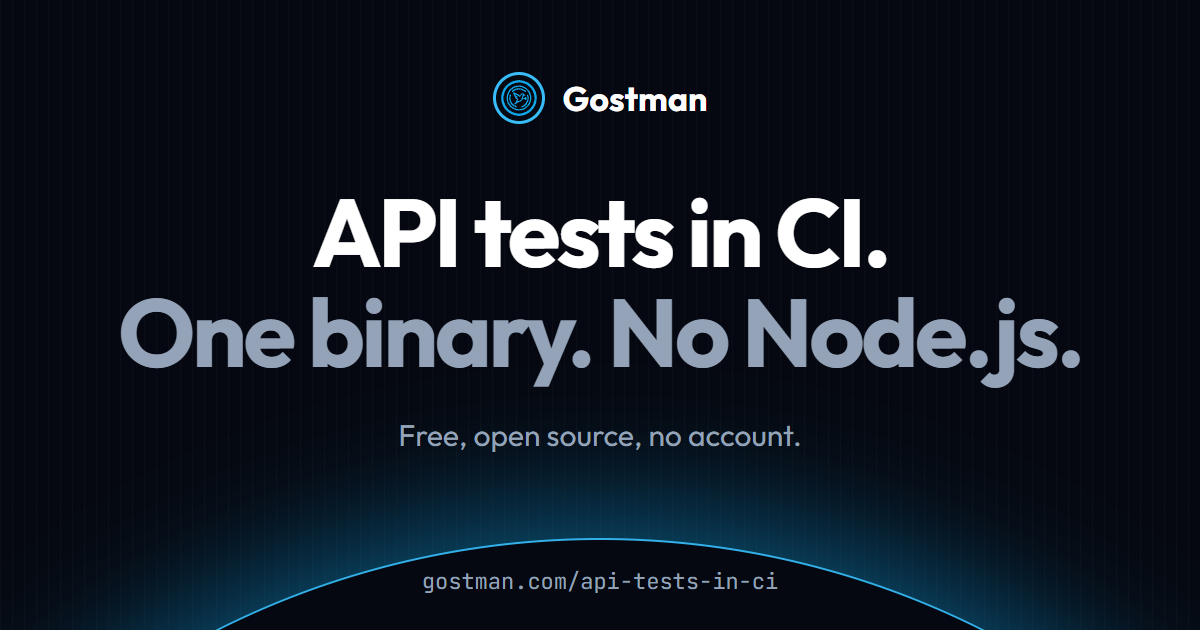 Gostman
API tests in CI.
One binary. No Node.js.
Free, open source, no account.
gostman.com/api-tests-in-ci